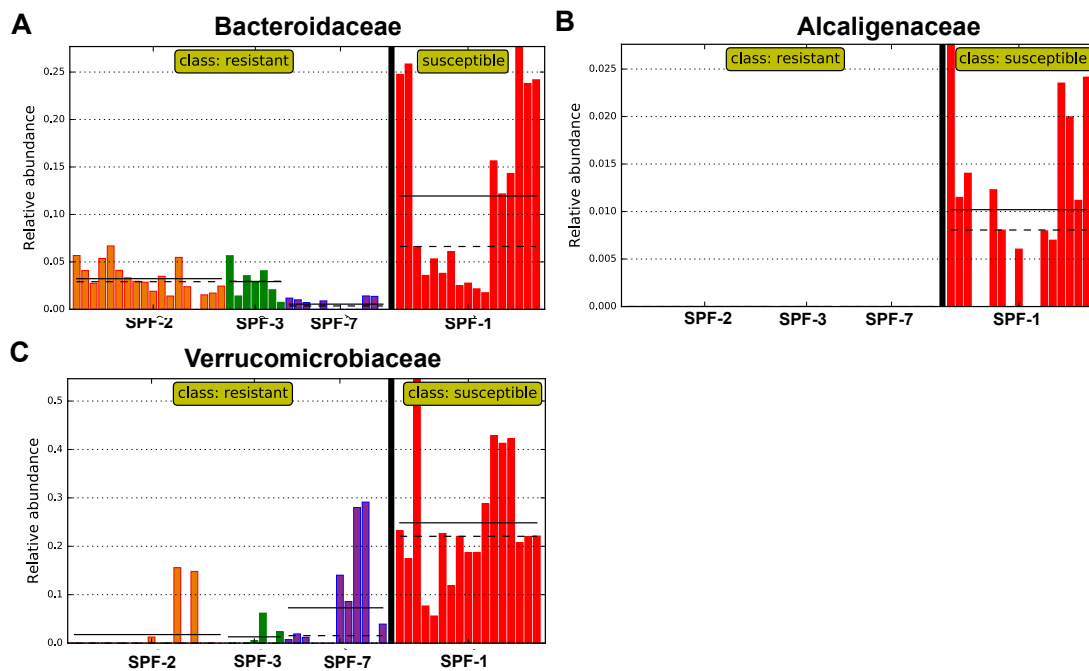 A
Bacteroidaceae
class: resistant
susceptible
Relative abundance
0.25
0.20
0.15
0.10
0.05
0.00
SPF-2
SPF-3
SPF-7
SPF-1
B
Alcaligenaceae
class: resistant
class: susceptible
Relative abundance
0.025
0.020
0.015
0.010
0.005
0.000
SPF-2
SPF-3
SPF-7
SPF-1
C
Verrucomicrobiaceae
class: resistant
class: susceptible
Relative abundance
0.5
0.4
0.3
0.2
0.1
0.0
SPF-2
SPF-3
SPF-7
SPF-1